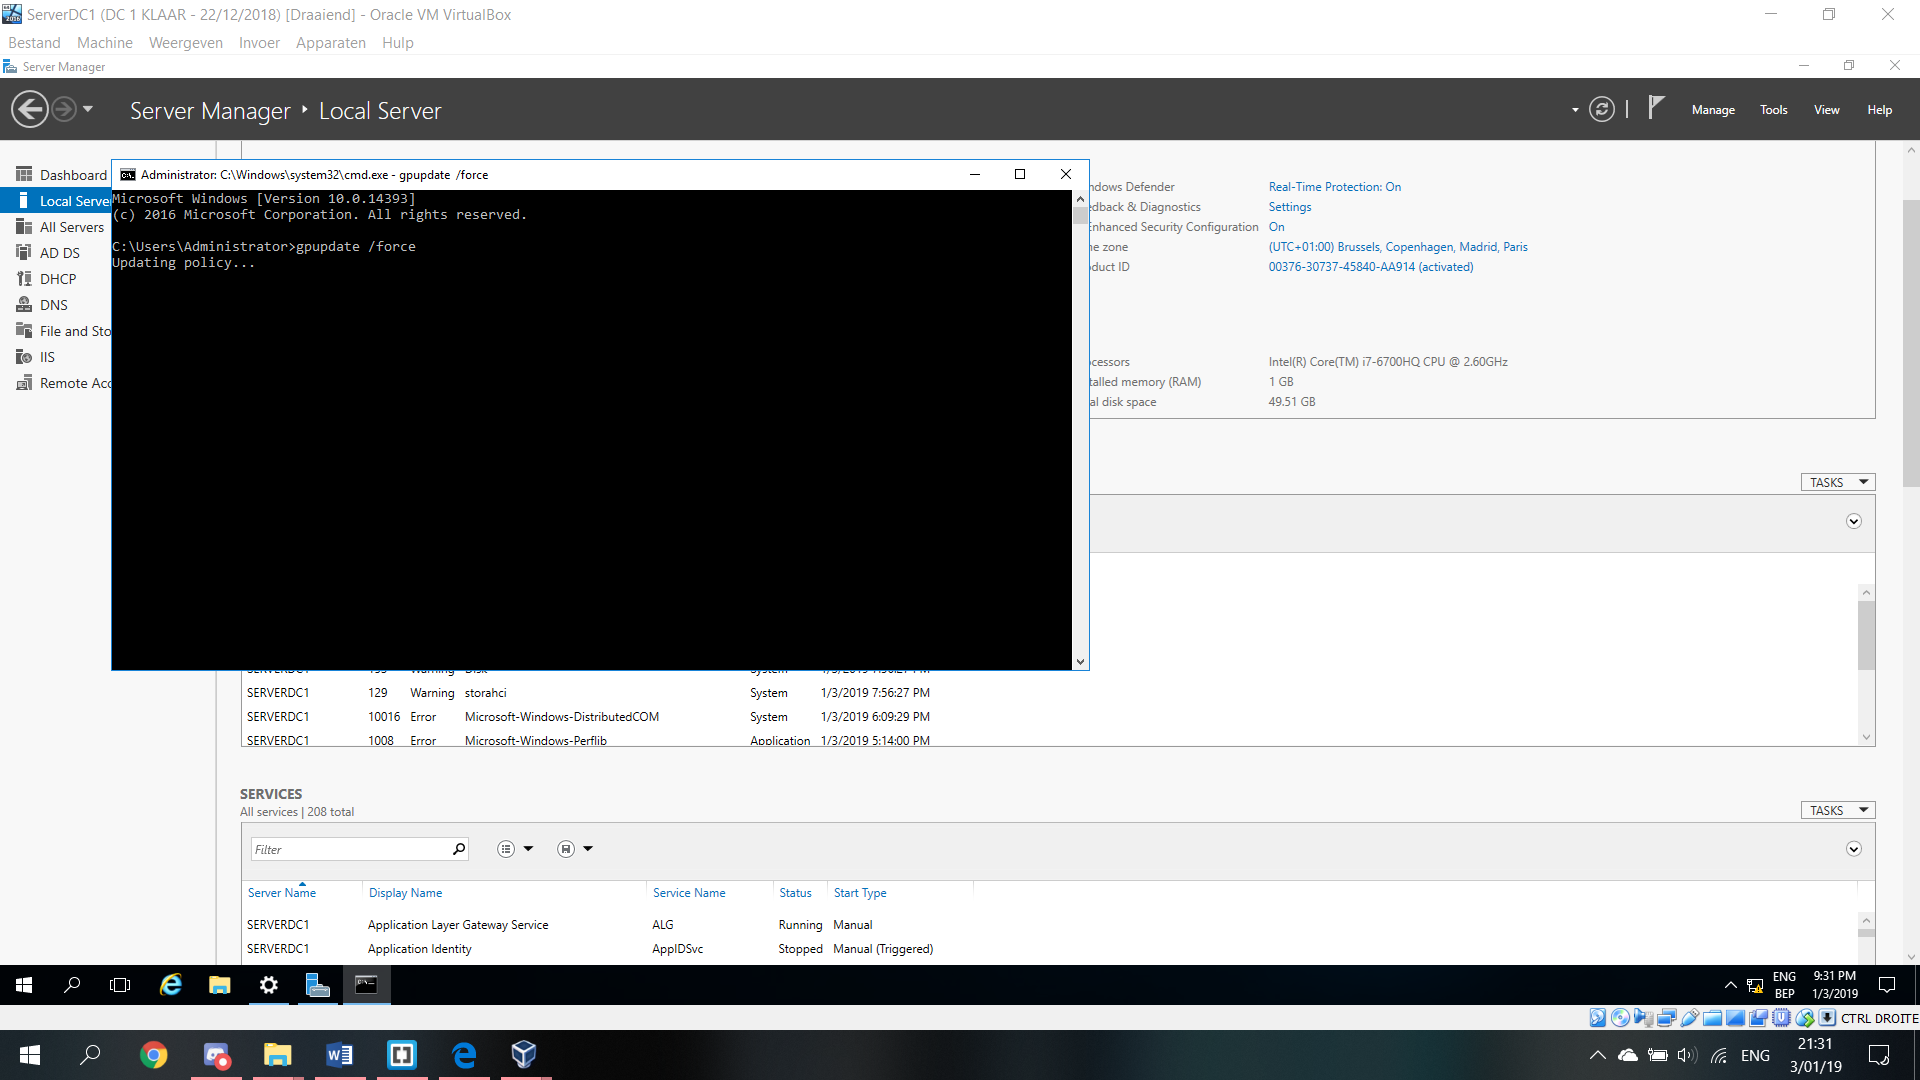 ServerDC1 (DC 1 KLAAR - 22/12/2018) [Draaiend] - Oracle VM VirtualBox
Bestand Machine Weergeven Invoer Apparaten Hulp
Server Manager
Server Manager Local Server
Manage Tools View Help
Dashboard
Local Serve
All Servers
AD DS
DHCP
DNS
File and Sto
IIS
Remote Acc
Administrator: C:\Windows\system32\cmd.exe - gpupdate /force
Microsoft Windows [Version 10.0.14393]
(c) 2016 Microsoft Corporation. All rights reserved.
C:\Users\Administrator>gpupdate /force
Updating policy...
ndows Defender Real-Time Protection: On
edback & Diagnostics Settings
Enhanced Security Configuration On
ne zone (UTC+01:00) Brussels, Copenhagen, Madrid, Paris
duct ID 00376-30737-45840-AA914 (activated)
cessors Intel(R) Core(TM) i7-6700HQ CPU @ 2.60GHz
talled memory (RAM) 1 GB
al disk space 49.51 GB
TASKS
SERVERDC1 129 Warning storahci System 1/3/2019 7:56:27 PM
SERVERDC1 10016 Error Microsoft-Windows-DistributedCOM System 1/3/2019 6:09:29 PM
SERVERDC1 1008 Error Microsoft-Windows-Perflib Application 1/3/2019 5:14:00 PM
SERVICES
All services | 208 total
TASKS
Filter
Server Name Display Name Service Name Status Start Type
SERVERDC1 Application Layer Gateway Service ALG Running Manual
SERVERDC1 Application Identity AppIDSvc Stopped Manual (Triggered)
ENG 9:31 PM
BEP 1/3/2019
CTRL DROITE
ENG
21:31
3/01/19